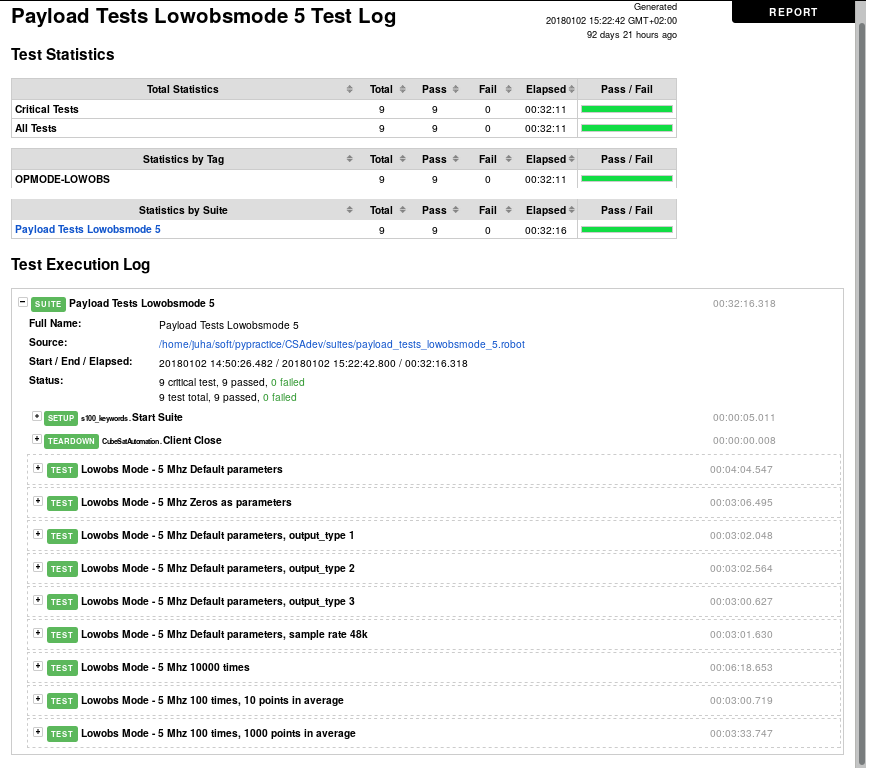 Payload Tests Lowobsmode 5 Test Log
Generated
20180102 15:22:42 GMT+02:00
92 days 21 hours ago
REPORT
Test Statistics
Total Statistics Total Pass Fail Elapsed Pass / Fail
Critical Tests 9 9 0 00:32:11
All Tests 9 9 0 00:32:11
Statistics by Tag Total Pass Fail Elapsed Pass / Fail
OPMODE-LOWOBS 9 9 0 00:32:11
Statistics by Suite Total Pass Fail Elapsed Pass / Fail
Payload Tests Lowobsmode 5 9 9 0 00:32:16
Test Execution Log
SUITE Payload Tests Lowobsmode 5 00:32:16.318
Full Name: Payload Tests Lowobsmode 5
Source: /home/juha/soft/pypractice/CSAdev/suites/payload_tests_lowobsmode_5.robot
Start / End / Elapsed: 20180102 14:50:26.482 / 20180102 15:22:42.800 / 00:32:16.318
Status: 9 critical test, 9 passed, 0 failed
9 test total, 9 passed, 0 failed
SETUP s100_keywords.Start Suite 00:00:05.011
TEARDOWN CubeSatAutomation.Client Close 00:00:00.008
TEST Lowobs Mode - 5 Mhz Default parameters 00:04:04.547
TEST Lowobs Mode - 5 Mhz Zeros as parameters 00:03:06.495
TEST Lowobs Mode - 5 Mhz Default parameters, output_type 1 00:03:02.048
TEST Lowobs Mode - 5 Mhz Default parameters, output_type 2 00:03:02.564
TEST Lowobs Mode - 5 Mhz Default parameters, output_type 3 00:03:00.627
TEST Lowobs Mode - 5 Mhz Default parameters, sample rate 48k 00:03:01.630
TEST Lowobs Mode - 5 Mhz 10000 times 00:06:18.653
TEST Lowobs Mode - 5 Mhz 100 times, 10 points in average 00:03:00.719
TEST Lowobs Mode - 5 Mhz 100 times, 1000 points in average 00:03:33.747